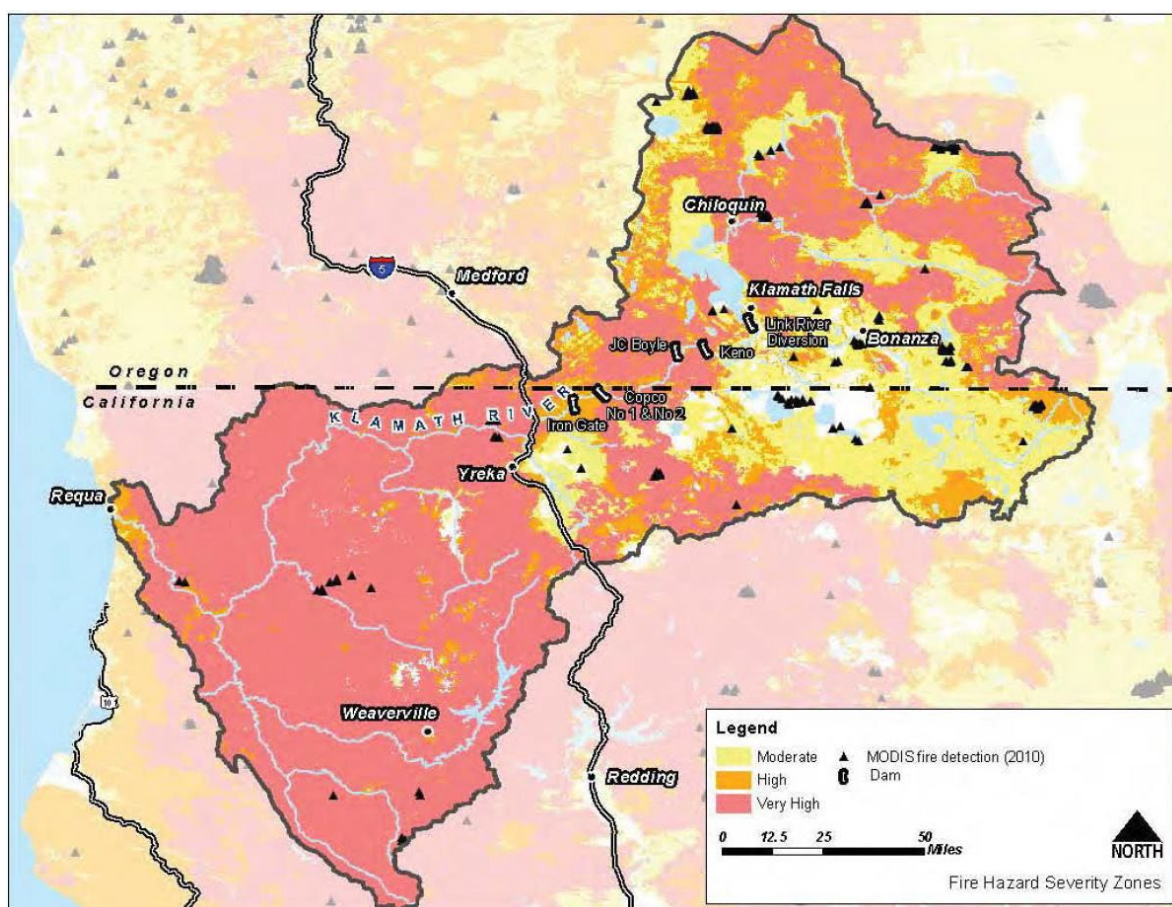 5
Medford
Chiloquin
Klamath Falls
Link River
Diversion
Bonanza
JC Boyle
Keno
Oregon
California
KLAMATH RIVER
Copco
No 1 & No 2
Iron Gate
Yreka
Requa
Weaverville
Redding
Legend
Moderate
High
Very High
MODIS fire detection (2010)
Dam
0 12.5 25 50
Miles
NORTH
Fire Hazard Severity Zones